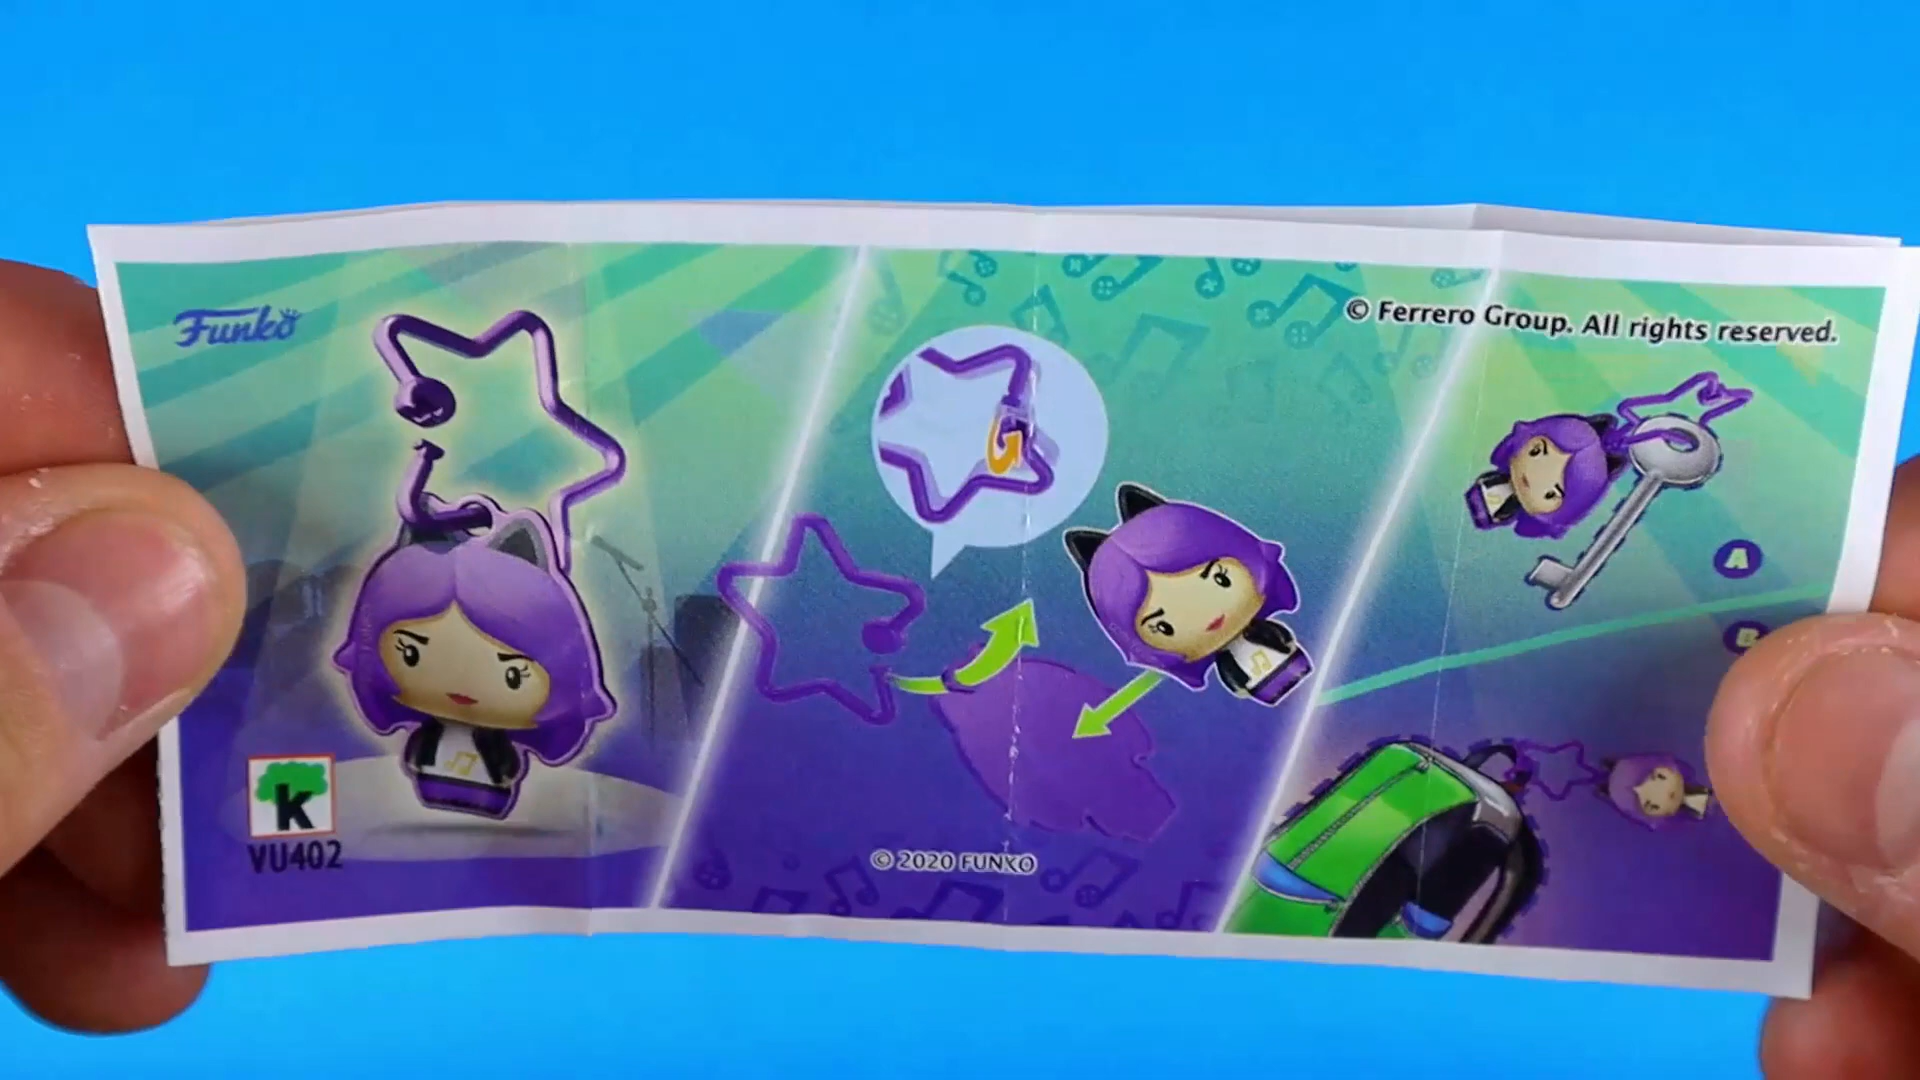 Funko
© Ferrero Group. All rights reserved.
A
B
K
VU402
© 2020 FUNKO